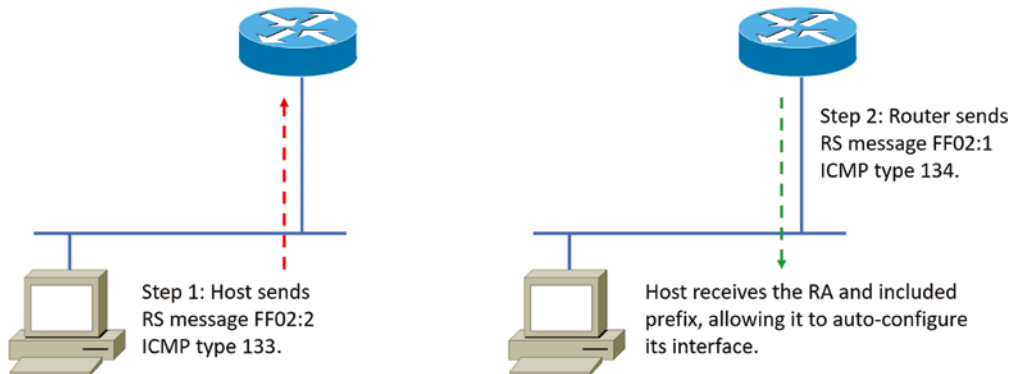 Step 1: Host sends
RS message FF02:2
ICMP type 133.
Step 2: Router sends
RS message FF02:1
ICMP type 134.
Host receives the RA and included
prefix, allowing it to auto-configure
its interface.